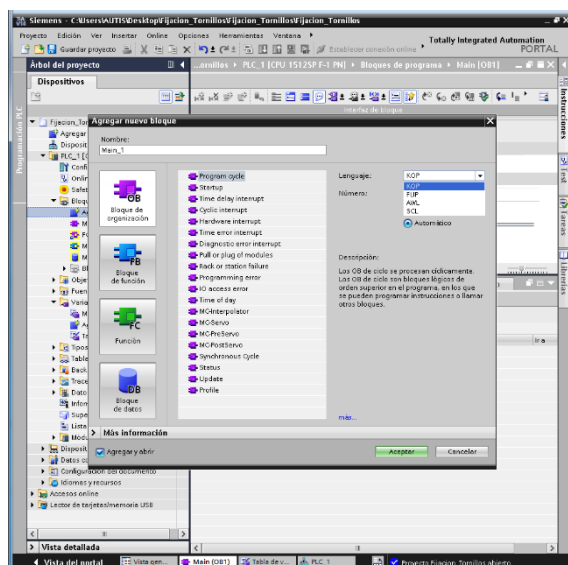 Siemens - C:\Users\AUTIS\Desktop\Fijacion_Tornillos\Fijacion_Tornillos\Fijacion_Tornillos
Proyecto Edición Ver Insertar Online Opciones Herramientas Ventana
Totally Integrated Automation
PORTAL
Guardar proyecto
Establecer conexión online
Árbol del proyecto
...ornillos ▸ PLC_1 [CPU 1512SP F-1 PN] ▸ Bloques de programa ▸ Main [OB1]
Dispositivos
Programación PLC
Instrucciones
Test
Tareas
Librerías
Interfaz de bloque
Fijacion_Tor
Agregar
Disposit
PLC_1 [C
Confi
Onlin
Safet
Bloq
Objet
Fuen
Varia
Tipos
Table
Back
Trace
Dato
Infor
Supe
Lista
Modu
Disposit
Datos co
Configuración del documento
Idiomas y recursos
Accesos online
Lector de tarjetas/memoria USB
Vista detallada
Agregar nuevo bloque
Nombre:
Main_1
OB
Bloque de organización
FB
Bloque de función
FC
Función
DB
Bloque de datos
Program cycle
Startup
Time delay interrupt
Cyclic interrupt
Hardware interrupt
Time error interrupt
Diagnostic error interrupt
Pull or plug of modules
Rack or station failure
Programming error
IO access error
Time of day
MC-Interpolator
MC-Servo
MC-PreServo
MC-PostServo
Synchronous Cycle
Status
Update
Profile
Lenguaje: KOP
KOP
FUP
AWL
SCL
Número:
Automático
Descripción:
Los OB de ciclo se procesan cíclicamente.
Los OB de ciclo son bloques lógicos de
orden superior en el programa, en los que
se pueden programar instrucciones o llamar
otros bloques.
más...
Más información
Agregar y abrir
Aceptar
Cancelar
Ir a
Vista del portal
Vista gen...
Main (OB1)
Tabla de v...
PLC_1
Proyecto Fijacion_Tornillos abierto